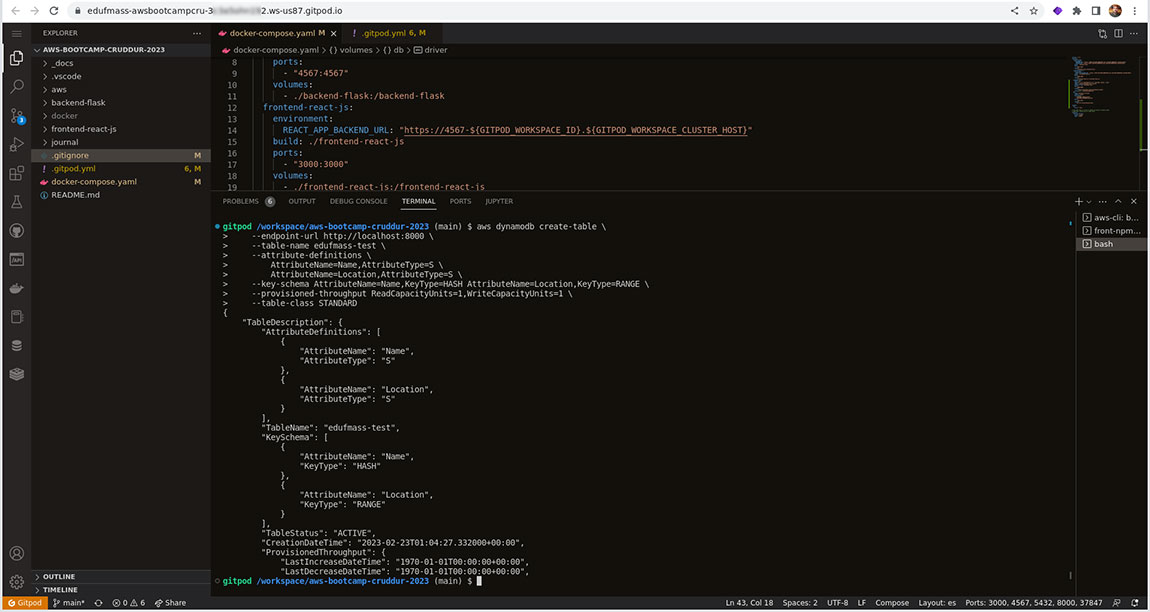 edufmass-awsbootcampcru-3 2.ws-us87.gitpod.io
EXPLORER
AWS-BOOTCAMP-CRUDDUR-2023
_docs
.vscode
aws
backend-flask
docker
frontend-react-js
journal
.gitignore M
.gitpod.yml 6, M
docker-compose.yaml M
README.md
OUTLINE
TIMELINE
docker-compose.yaml M
.gitpod.yml 6, M
docker-compose.yaml > {} volumes > {} db > driver
8 ports:
9 - "4567:4567"
10 volumes:
11 - ./backend-flask:/backend-flask
12 frontend-react-js:
13 environment:
14 REACT_APP_BACKEND_URL: "https://4567-${GITPOD_WORKSPACE_ID}.${GITPOD_WORKSPACE_CLUSTER_HOST}"
15 build: ./frontend-react-js
16 ports:
17 - "3000:3000"
18 volumes:
19 - ./frontend-react-js:/frontend-react-js
PROBLEMS 6 OUTPUT DEBUG CONSOLE TERMINAL PORTS JUPYTER
gitpod /workspace/aws-bootcamp-cruddur-2023 (main) $ aws dynamodb create-table \
> --endpoint-url http://localhost:8000 \
> --table-name edufmass-test \
> --attribute-definitions \
> AttributeName=Name,AttributeType=S \
> AttributeName=Location,AttributeType=S \
> --key-schema AttributeName=Name,KeyType=HASH AttributeName=Location,KeyType=RANGE \
> --provisioned-throughput ReadCapacityUnits=1,WriteCapacityUnits=1 \
> --table-class STANDARD
{
"TableDescription": {
"AttributeDefinitions": [
{
"AttributeName": "Name",
"AttributeType": "S"
},
{
"AttributeName": "Location",
"AttributeType": "S"
}
],
"TableName": "edufmass-test",
"KeySchema": [
{
"AttributeName": "Name",
"KeyType": "HASH"
},
{
"AttributeName": "Location",
"KeyType": "RANGE"
}
],
"TableStatus": "ACTIVE",
"CreationDateTime": "2023-02-23T01:04:27.332000+00:00",
"ProvisionedThroughput": {
"LastIncreaseDateTime": "1970-01-01T00:00:00+00:00",
"LastDecreaseDateTime": "1970-01-01T00:00:00+00:00",
gitpod /workspace/aws-bootcamp-cruddur-2023 (main) $
aws-cli: b...
front-npm...
bash
Gitpod main* 0 6 Share
Ln 43, Col 18 Spaces: 2 UTF-8 LF Compose Layout: es Ports: 3000, 4567, 5432, 8000, 37847